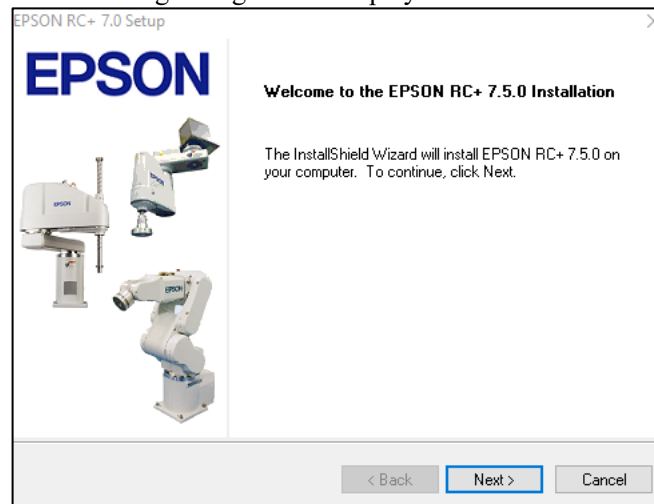 EPSON RC+ 7.0 Setup
EPSON
Welcome to the EPSON RC+ 7.5.0 Installation
The InstallShield Wizard will install EPSON RC+ 7.5.0 on
your computer. To continue, click Next.
EPSON
EPSON
< Back Next > Cancel